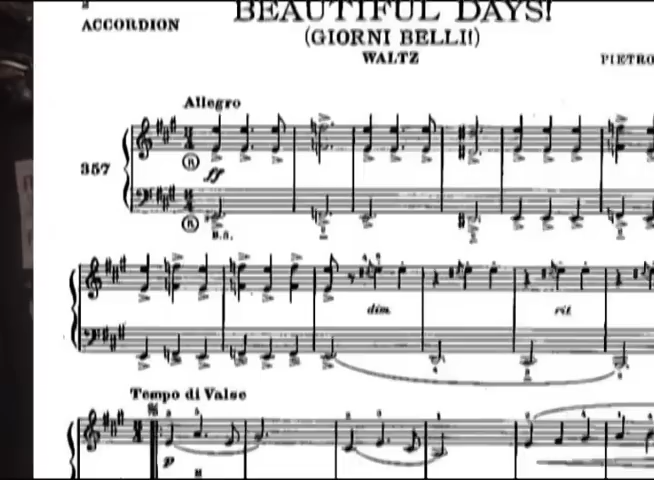 BEAUTIFUL DAYS!
ACCORDION
(GIORNI BELLI!)
WALTZ
PIETRO
Allegro
357
ff
B.S.
dim.
rit
Tempo di Valse
p